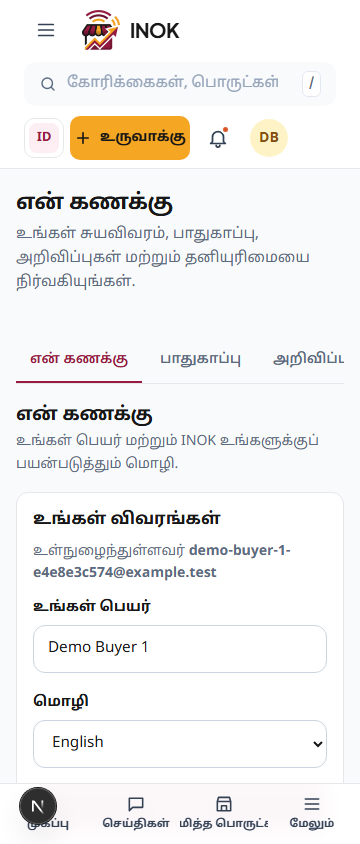 INOK
கோரிக்கைகள், பொருட்கள்
/
ID
+ உருவாக்கு
DB
என் கணக்கு
உங்கள் சுயவிவரம், பாதுகாப்பு,
அறிவிப்புகள் மற்றும் தனியுரிமையை
நிர்வகியுங்கள்.
என் கணக்கு பாதுகாப்பு
என் கணக்கு
உங்கள் பெயர் மற்றும் INOK உங்களுக்குப்
பயன்படுத்தும் மொழி.
உங்கள் விவரங்கள்
உள்நுழைந்துள்ளவர் demo-buyer-1-
e4e8e3c574@example.test
உங்கள் பெயர்
Demo Buyer 1
மொழி
English
N
செய்திகள் மேலும்